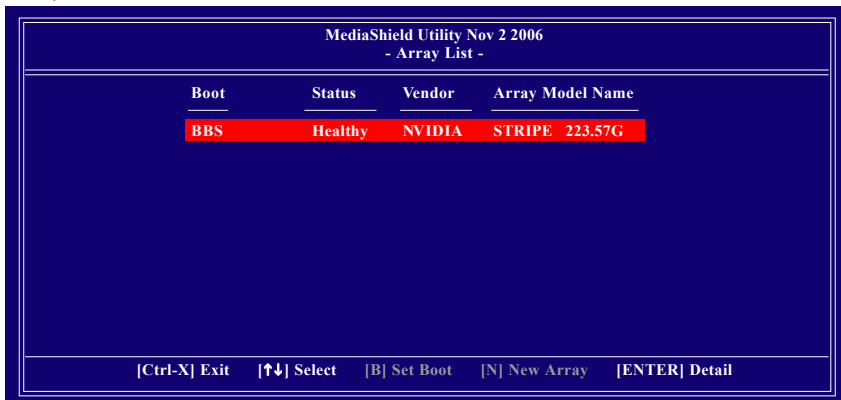 MediaShield Utility Nov 2 2006
- Array List -
Boot Status Vendor Array Model Name
BBS Healthy NVIDIA STRIPE 223.57G
[Ctrl-X] Exit [↑↓] Select [B] Set Boot [N] New Array [ENTER] Detail